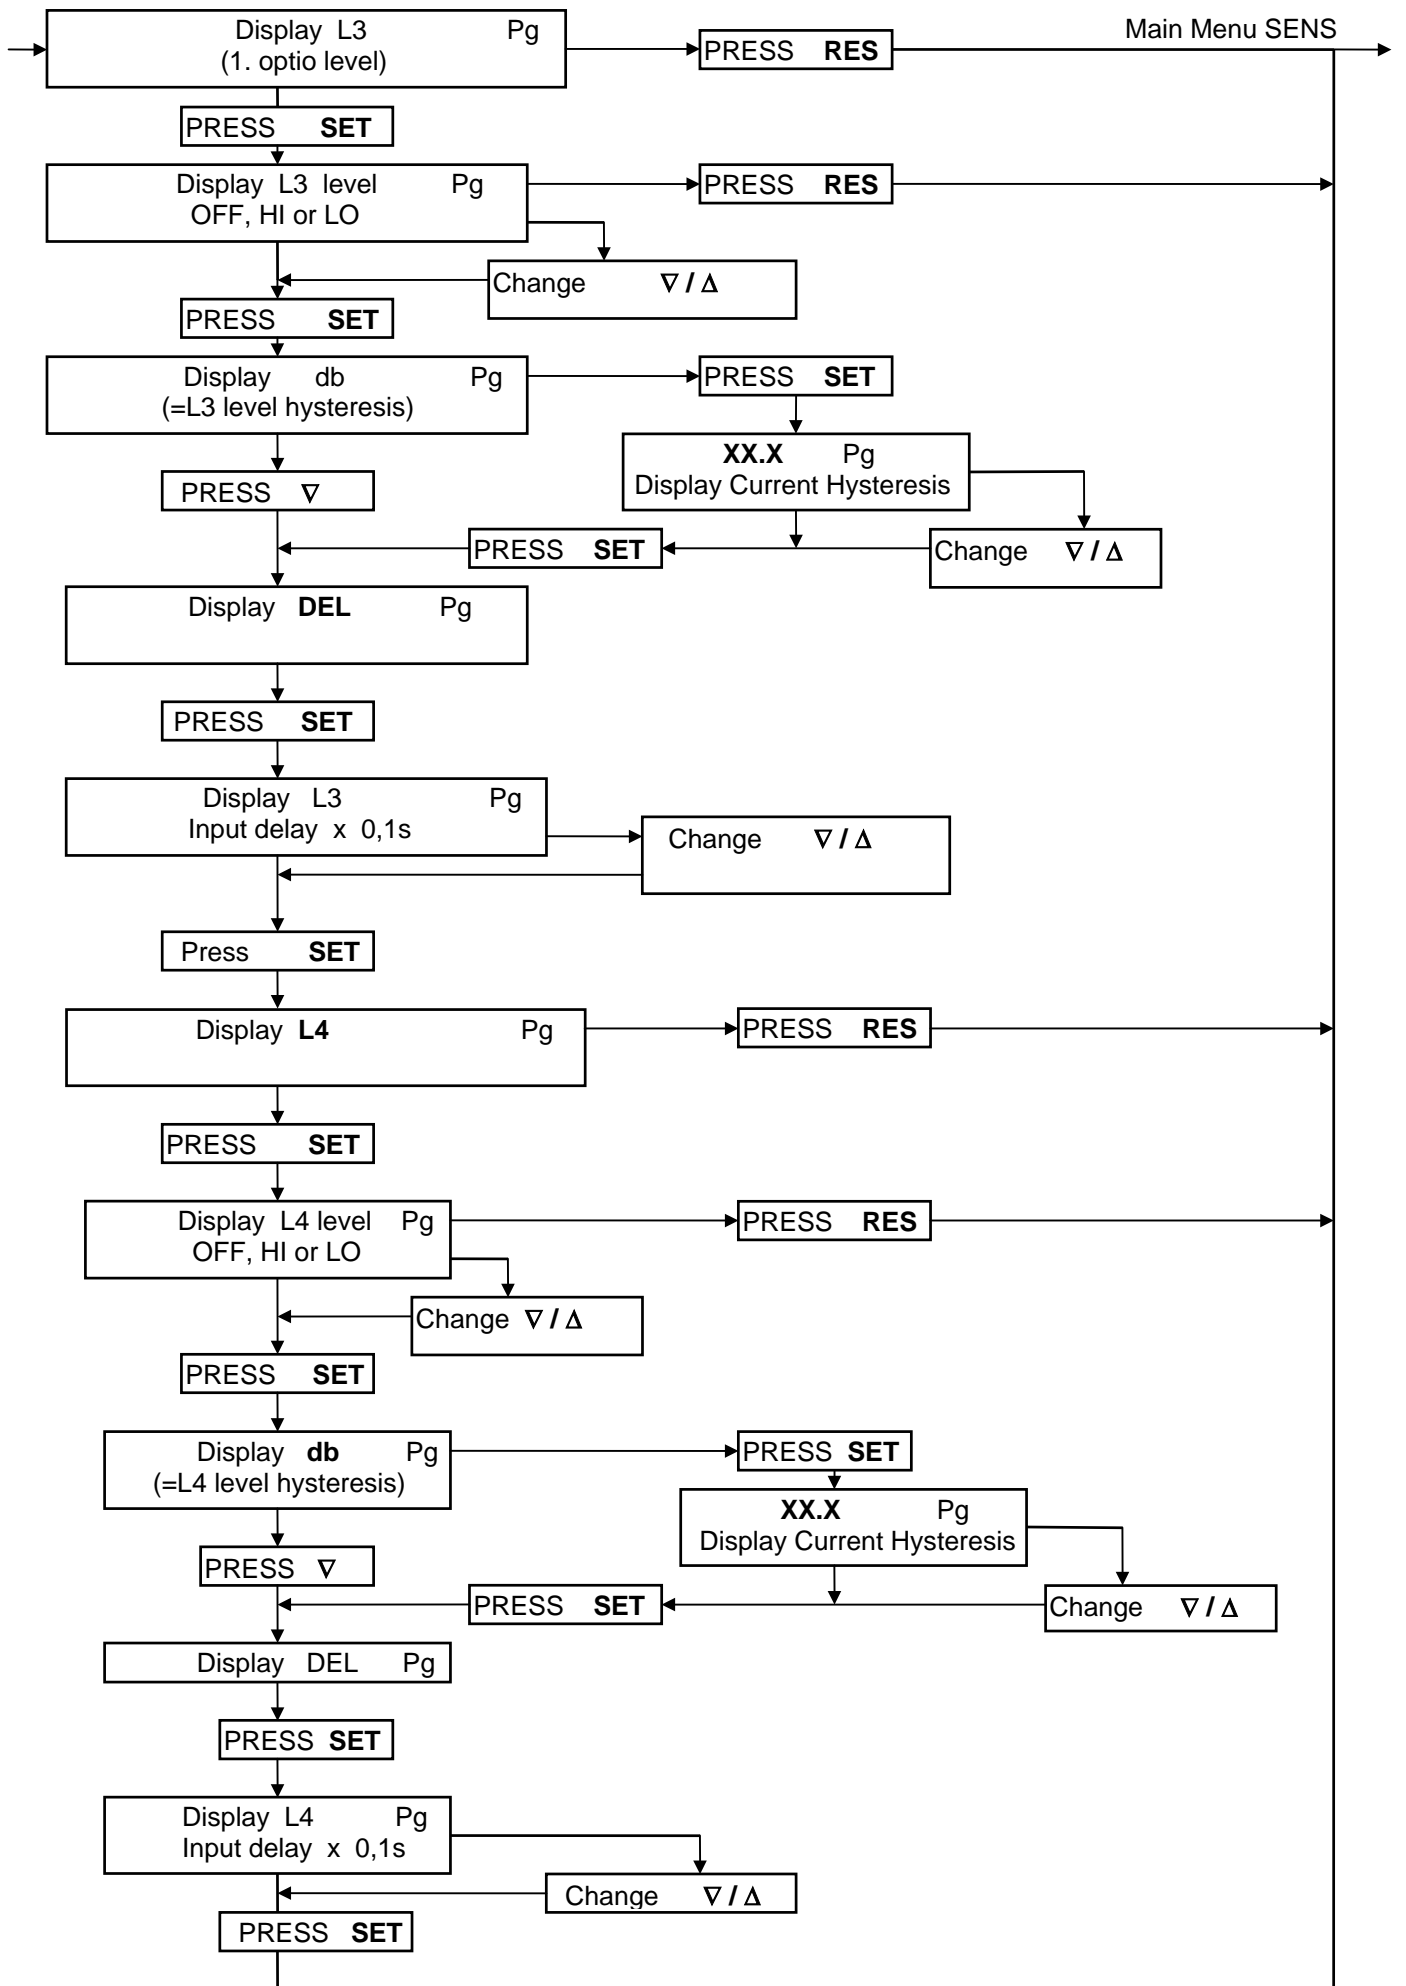 Display L3 Pg
(1. optio level)
PRESS RES
Main Menu SENS
PRESS SET
Display L3 level Pg
OFF, HI or LO
PRESS RES
Change ∇ / Δ
PRESS SET
Display db Pg
(=L3 level hysteresis)
PRESS SET
XX.X Pg
Display Current Hysteresis
PRESS ∇
PRESS SET
Change ∇ / Δ
Display DEL Pg
PRESS SET
Display L3 Pg
Input delay x 0,1s
Change ∇ / Δ
Press SET
Display L4 Pg
PRESS RES
PRESS SET
Display L4 level Pg
OFF, HI or LO
PRESS RES
Change ∇ / Δ
PRESS SET
Display db Pg
(=L4 level hysteresis)
PRESS SET
XX.X Pg
Display Current Hysteresis
PRESS ∇
PRESS SET
Change ∇ / Δ
Display DEL Pg
PRESS SET
Display L4 Pg
Input delay x 0,1s
Change ∇ / Δ
PRESS SET